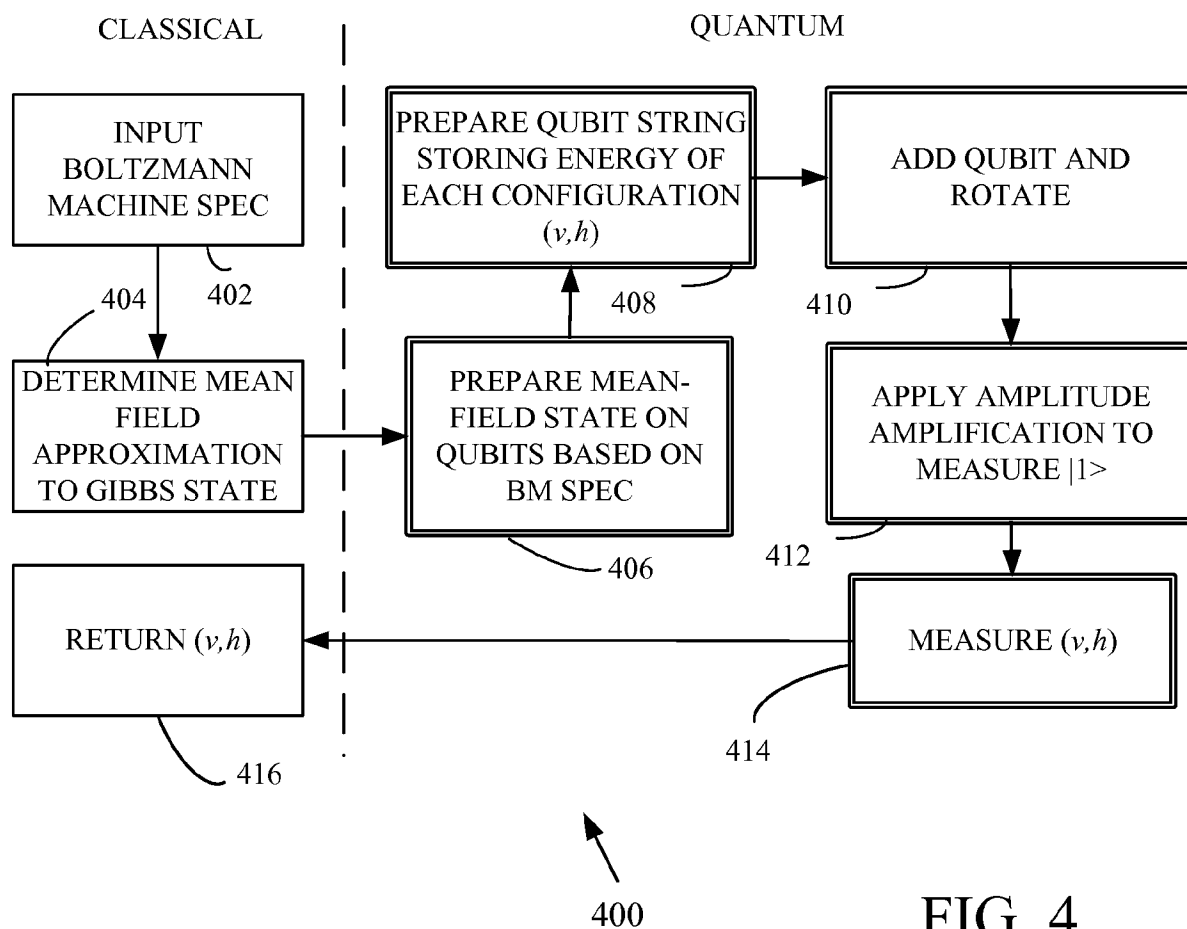 CLASSICAL
QUANTUM
INPUT
BOLTZMANN
MACHINE SPEC
402
404
DETERMINE MEAN
FIELD
APPROXIMATION
TO GIBBS STATE
PREPARE MEAN-
FIELD STATE ON
QUBITS BASED ON
BM SPEC
406
PREPARE QUBIT STRING
STORING ENERGY OF
EACH CONFIGURATION
(v,h)
408
ADD QUBIT AND
ROTATE
410
APPLY AMPLITUDE
AMPLIFICATION TO
MEASURE |1>
412
MEASURE (v,h)
414
RETURN (v,h)
416
400
FIG. 4